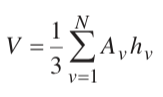 $V = \frac{1}{3} \sum_{v=1}^{N} A_v h_v$